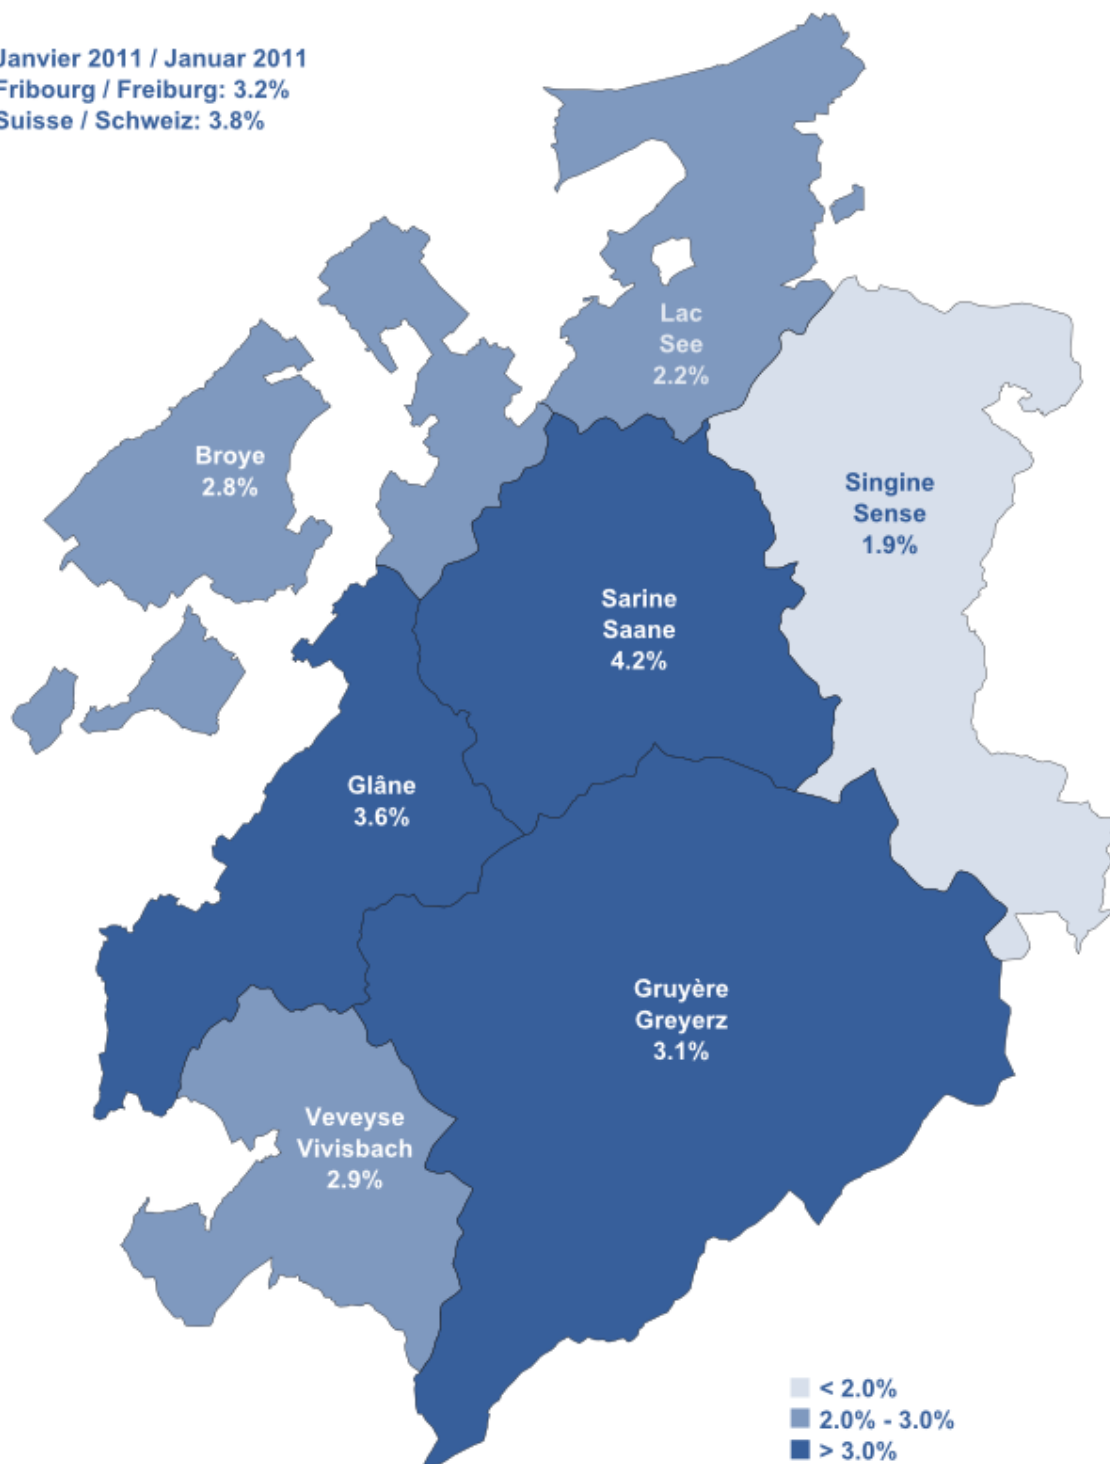 Janvier 2011 / Januar 2011
Fribourg / Freiburg: 3.2%
Suisse / Schweiz: 3.8%
Lac
See
2.2%
Broye
2.8%
Singine
Sense
1.9%
Sarine
Saane
4.2%
Glâne
3.6%
Gruyère
Greyerz
3.1%
Veveyse
Vivisbach
2.9%
< 2.0%
2.0% - 3.0%
> 3.0%